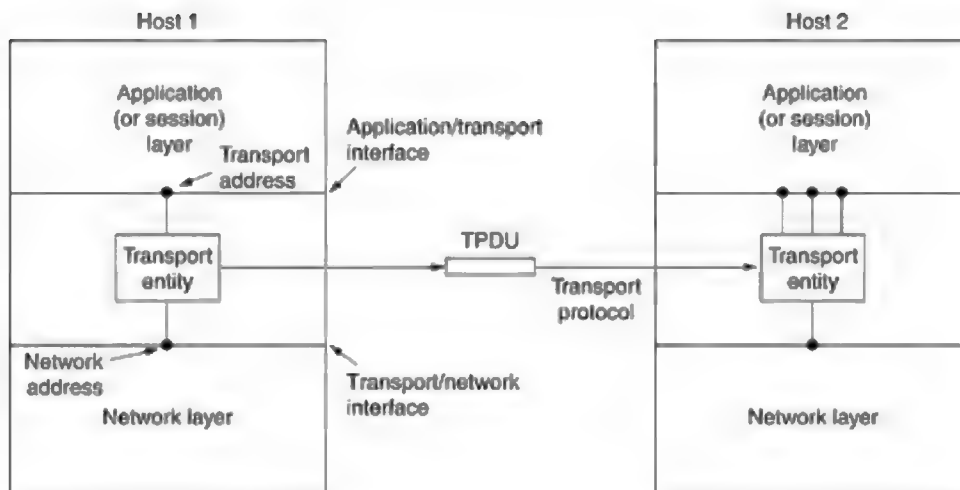 Host 1
Host 2
Application
(or session)
layer
Transport
address
Application/transport
interface
Application
(or session)
layer
Transport
entity
TPDU
Transport
protocol
Transport
entity
Network
address
Transport/network
interface
Network layer
Network layer